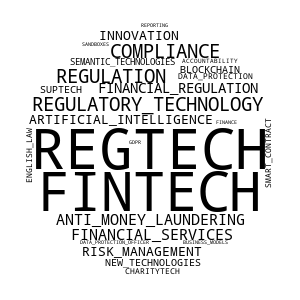 REPORTING
INNOVATION
SANDBOXES
COMPLIANCE
SEMANTIC_TECHNOLOGIES
ACCOUNTABILITY
BLOCKCHAIN
REGULATION
DATA_PROTECTION
SUPTECH
FINANCIAL_REGULATION
REGULATORY_TECHNOLOGY
ARTIFICIAL_INTELLIGENCE
FINANCE
ENGLISH_LAW
SMART_CONTRACT
REGTECH
GDPR
FINTECH
ANTI_MONEY_LAUNDERING
FINANCIAL_SERVICES
DATA_PROTECTION_OFFICER
BUSINESS_MODELS
RISK_MANAGEMENT
NEW_TECHNOLOGIES
CHARITYTECH